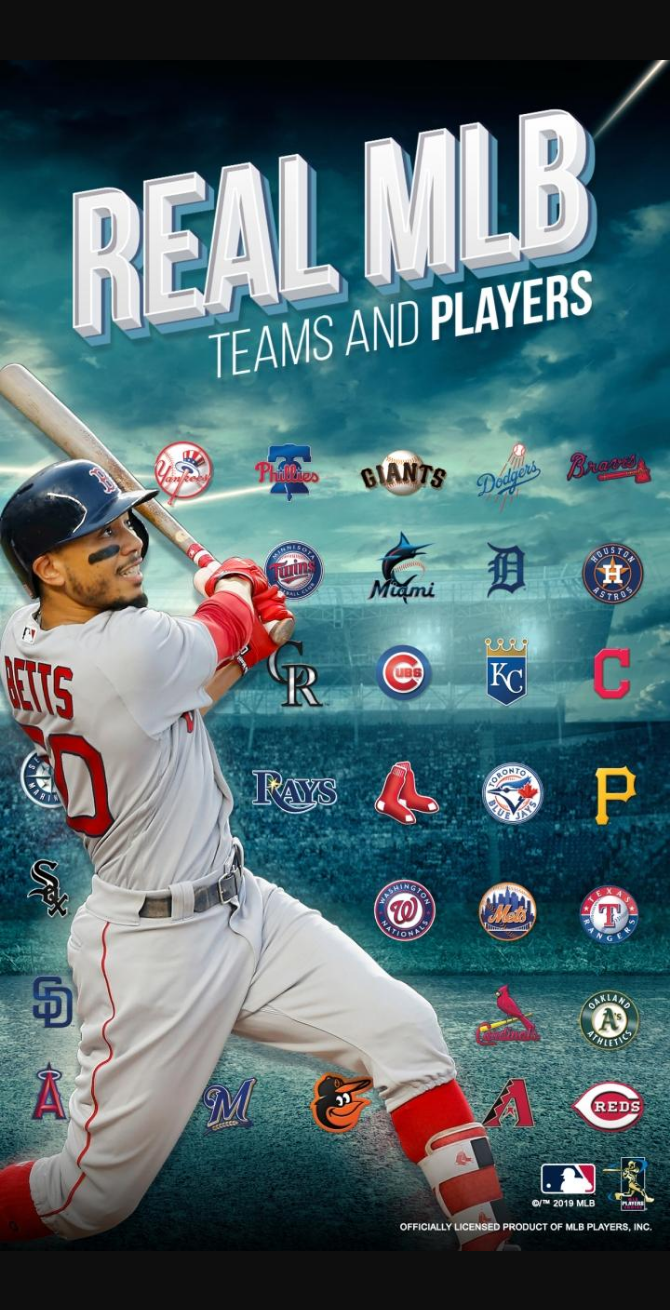 REAL MLB
TEAMS AND PLAYERS
Yankees
Phillies
GIANTS
Dodgers
Braves
MINNESOTA
Twins
Miami
D
HOUSTON
H
ASTROS
CR
CUBS
KC
C
BETTS
50
RAYS
TORONTO
BLUE JAYS
P
Sox
WASHINGTON
W
NATIONALS
Mets
TEXAS
T
RANGERS
SD
Cardinals
OAKLAND
A's
ATHLETICS
A
M
A
REDS
©/™ 2019 MLB
PLAYERS
OFFICIALLY LICENSED PRODUCT OF MLB PLAYERS, INC.